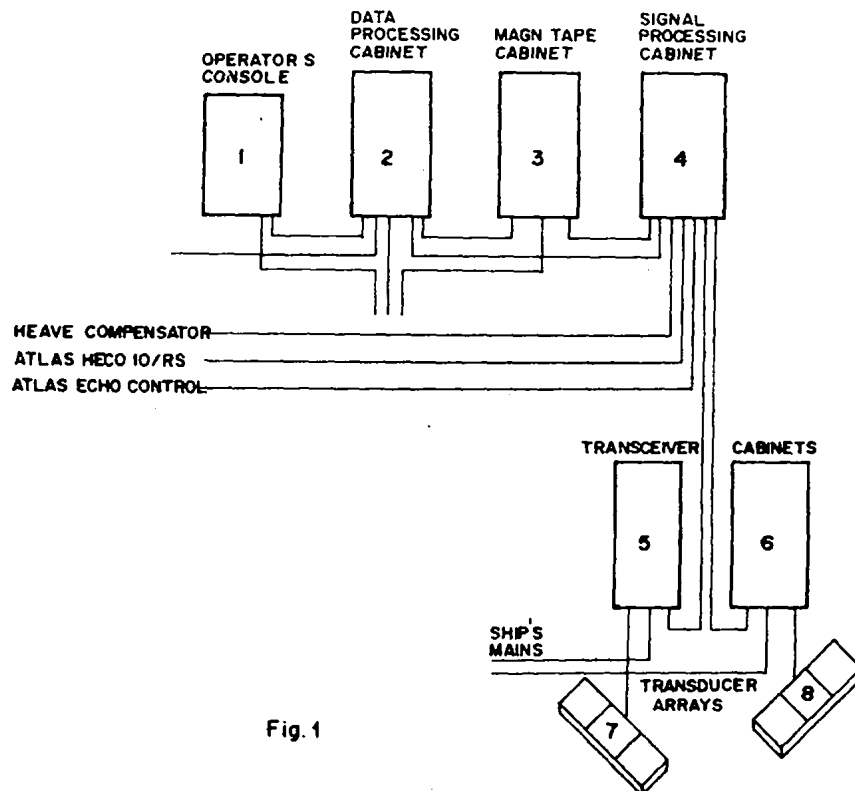 OPERATOR S
CONSOLE
DATA
PROCESSING
CABINET
MAGN TAPE
CABINET
SIGNAL
PROCESSING
CABINET
1
2
3
4
HEAVE COMPENSATOR
ATLAS HECO 10/RS
ATLAS ECHO CONTROL
TRANSCEIVER CABINETS
5
6
SHIP'S
MAINS
TRANSDUCER
ARRAYS
7
8
Fig. 1